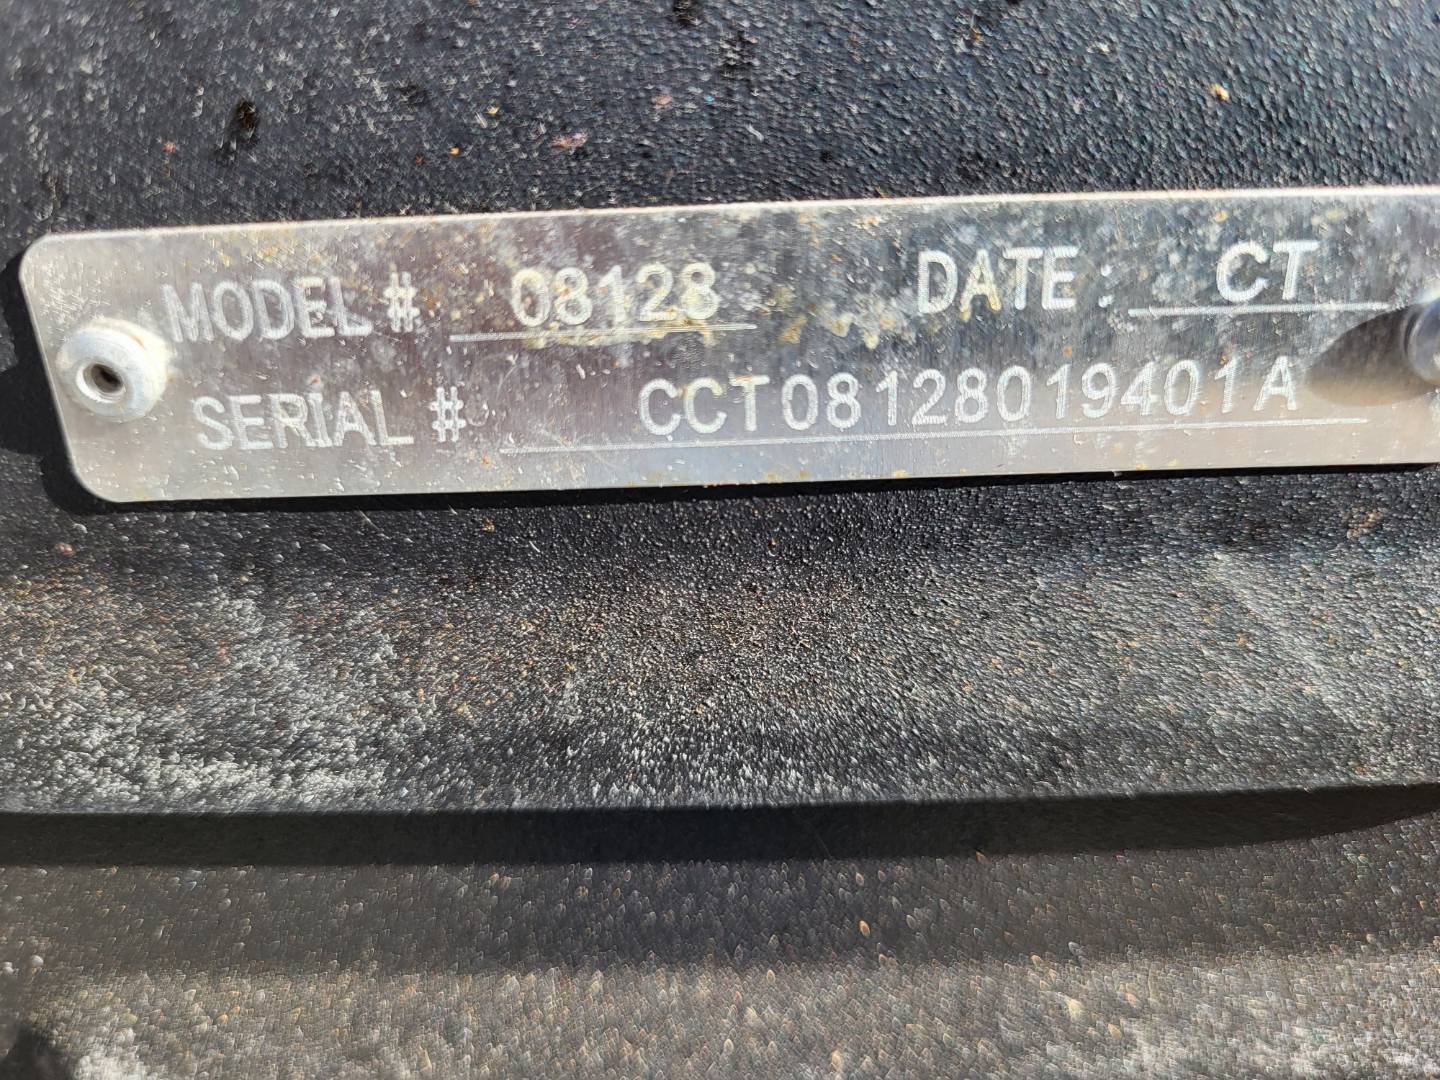 MODEL # 08128 DATE: CT
SERIAL # CCT08128019401A